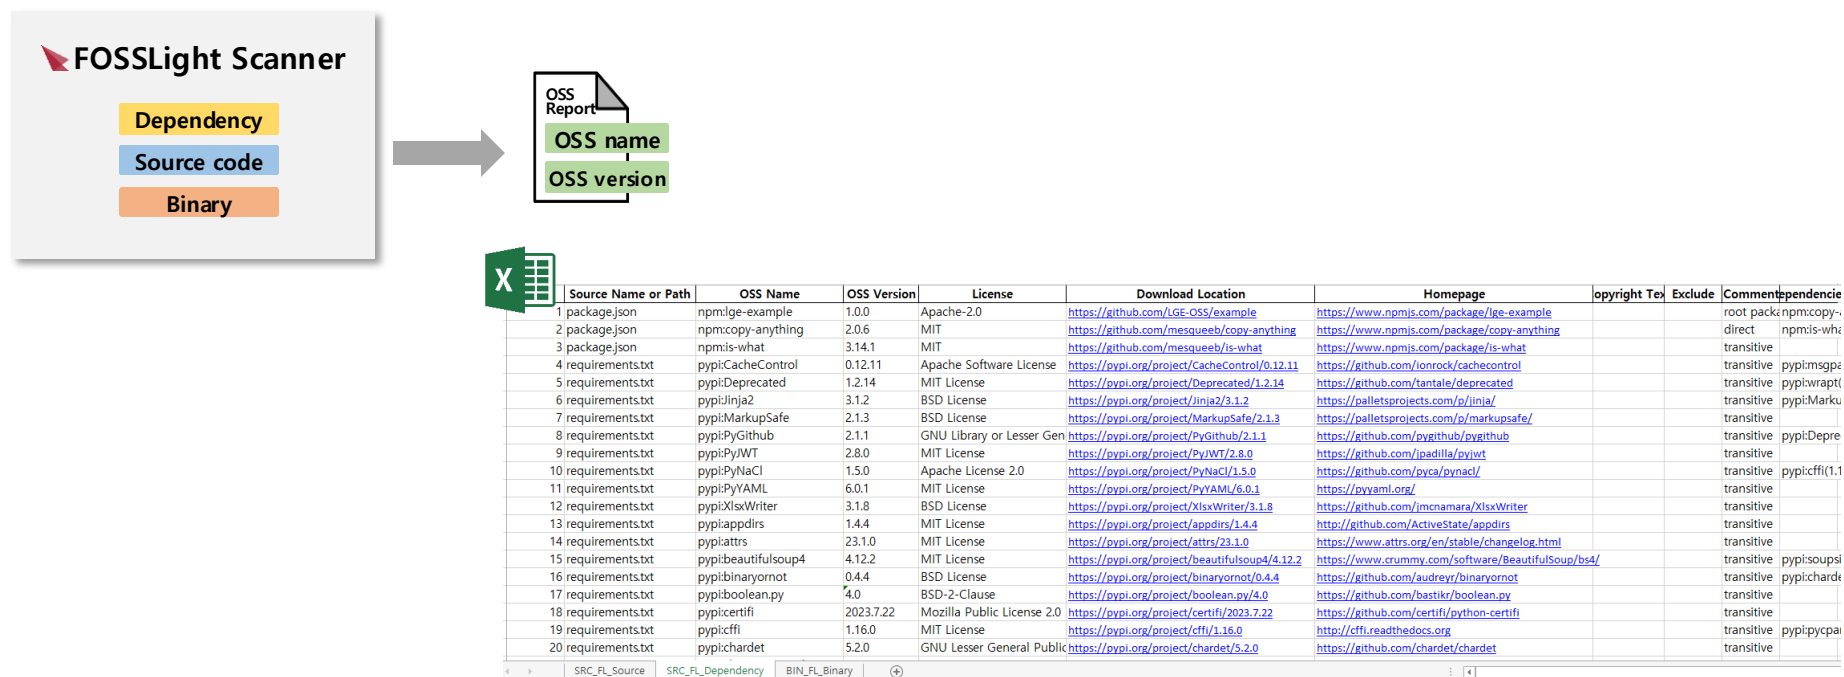 FOSSLight Scanner
Dependency
Source code
Binary
OSS
Report
OSS name
OSS version
X
Source Name or Path OSS Name OSS Version License Download Location Homepage opyright Tex Exclude Comment ependencie
1 package.json npm:lge-example 1.0.0 Apache-2.0 https://github.com/LGE-OSS/example https://www.npmjs.com/package/lge-example root packa npm:copy-a
2 package.json npm:copy-anything 2.0.6 MIT https://github.com/mesqueeb/copy-anything https://www.npmjs.com/package/copy-anything direct npm:is-wha
3 package.json npm:is-what 3.14.1 MIT https://github.com/mesqueeb/is-what https://www.npmjs.com/package/is-what transitive
4 requirements.txt pypi:CacheControl 0.12.11 Apache Software License https://pypi.org/project/CacheControl/0.12.11 https://github.com/ionrock/cachecontrol transitive pypi:msgpa
5 requirements.txt pypi:Deprecated 1.2.14 MIT License https://pypi.org/project/Deprecated/1.2.14 https://github.com/tantale/deprecated transitive pypi:wrapt(
6 requirements.txt pypi:Jinja2 3.1.2 BSD License https://pypi.org/project/Jinja2/3.1.2 https://palletsprojects.com/p/jinja/ transitive pypi:Marku
7 requirements.txt pypi:MarkupSafe 2.1.3 BSD License https://pypi.org/project/MarkupSafe/2.1.3 https://palletsprojects.com/p/markupsafe/ transitive
8 requirements.txt pypi:PyGithub 2.1.1 GNU Library or Lesser Gen https://pypi.org/project/PyGithub/2.1.1 https://github.com/pygithub/pygithub transitive pypi:Depre
9 requirements.txt pypi:PyJWT 2.8.0 MIT License https://pypi.org/project/PyJWT/2.8.0 https://github.com/jpadilla/pyjwt transitive
10 requirements.txt pypi:PyNaCl 1.5.0 Apache License 2.0 https://pypi.org/project/PyNaCl/1.5.0 https://github.com/pyca/pynacl/ transitive pypi:cffi(1.1
11 requirements.txt pypi:PyYAML 6.0.1 MIT License https://pypi.org/project/PyYAML/6.0.1 https://pyyaml.org/ transitive
12 requirements.txt pypi:XlsxWriter 3.1.8 BSD License https://pypi.org/project/XlsxWriter/3.1.8 https://github.com/jmcnamara/XlsxWriter transitive
13 requirements.txt pypi:appdirs 1.4.4 MIT License https://pypi.org/project/appdirs/1.4.4 http://github.com/ActiveState/appdirs transitive
14 requirements.txt pypi:attrs 23.1.0 MIT License https://pypi.org/project/attrs/23.1.0 https://www.attrs.org/en/stable/changelog.html transitive
15 requirements.txt pypi:beautifulsoup4 4.12.2 MIT License https://pypi.org/project/beautifulsoup4/4.12.2 https://www.crummy.com/software/BeautifulSoup/bs4/ transitive pypi:soupsi
16 requirements.txt pypi:binaryornot 0.4.4 BSD License https://pypi.org/project/binaryornot/0.4.4 https://github.com/audreyr/binaryornot transitive pypi:charde
17 requirements.txt pypi:boolean.py 4.0 BSD-2-Clause https://pypi.org/project/boolean.py/4.0 https://github.com/bastikr/boolean.py transitive
18 requirements.txt pypi:certifi 2023.7.22 Mozilla Public License 2.0 https://pypi.org/project/certifi/2023.7.22 https://github.com/certifi/python-certifi transitive
19 requirements.txt pypi:cffi 1.16.0 MIT License https://pypi.org/project/cffi/1.16.0 http://cffi.readthedocs.org transitive pypi:pycpar
20 requirements.txt pypi:chardet 5.2.0 GNU Lesser General Public https://pypi.org/project/chardet/5.2.0 https://github.com/chardet/chardet transitive
SRC_FL_Source SRC_FL_Dependency BIN_FL_Binary